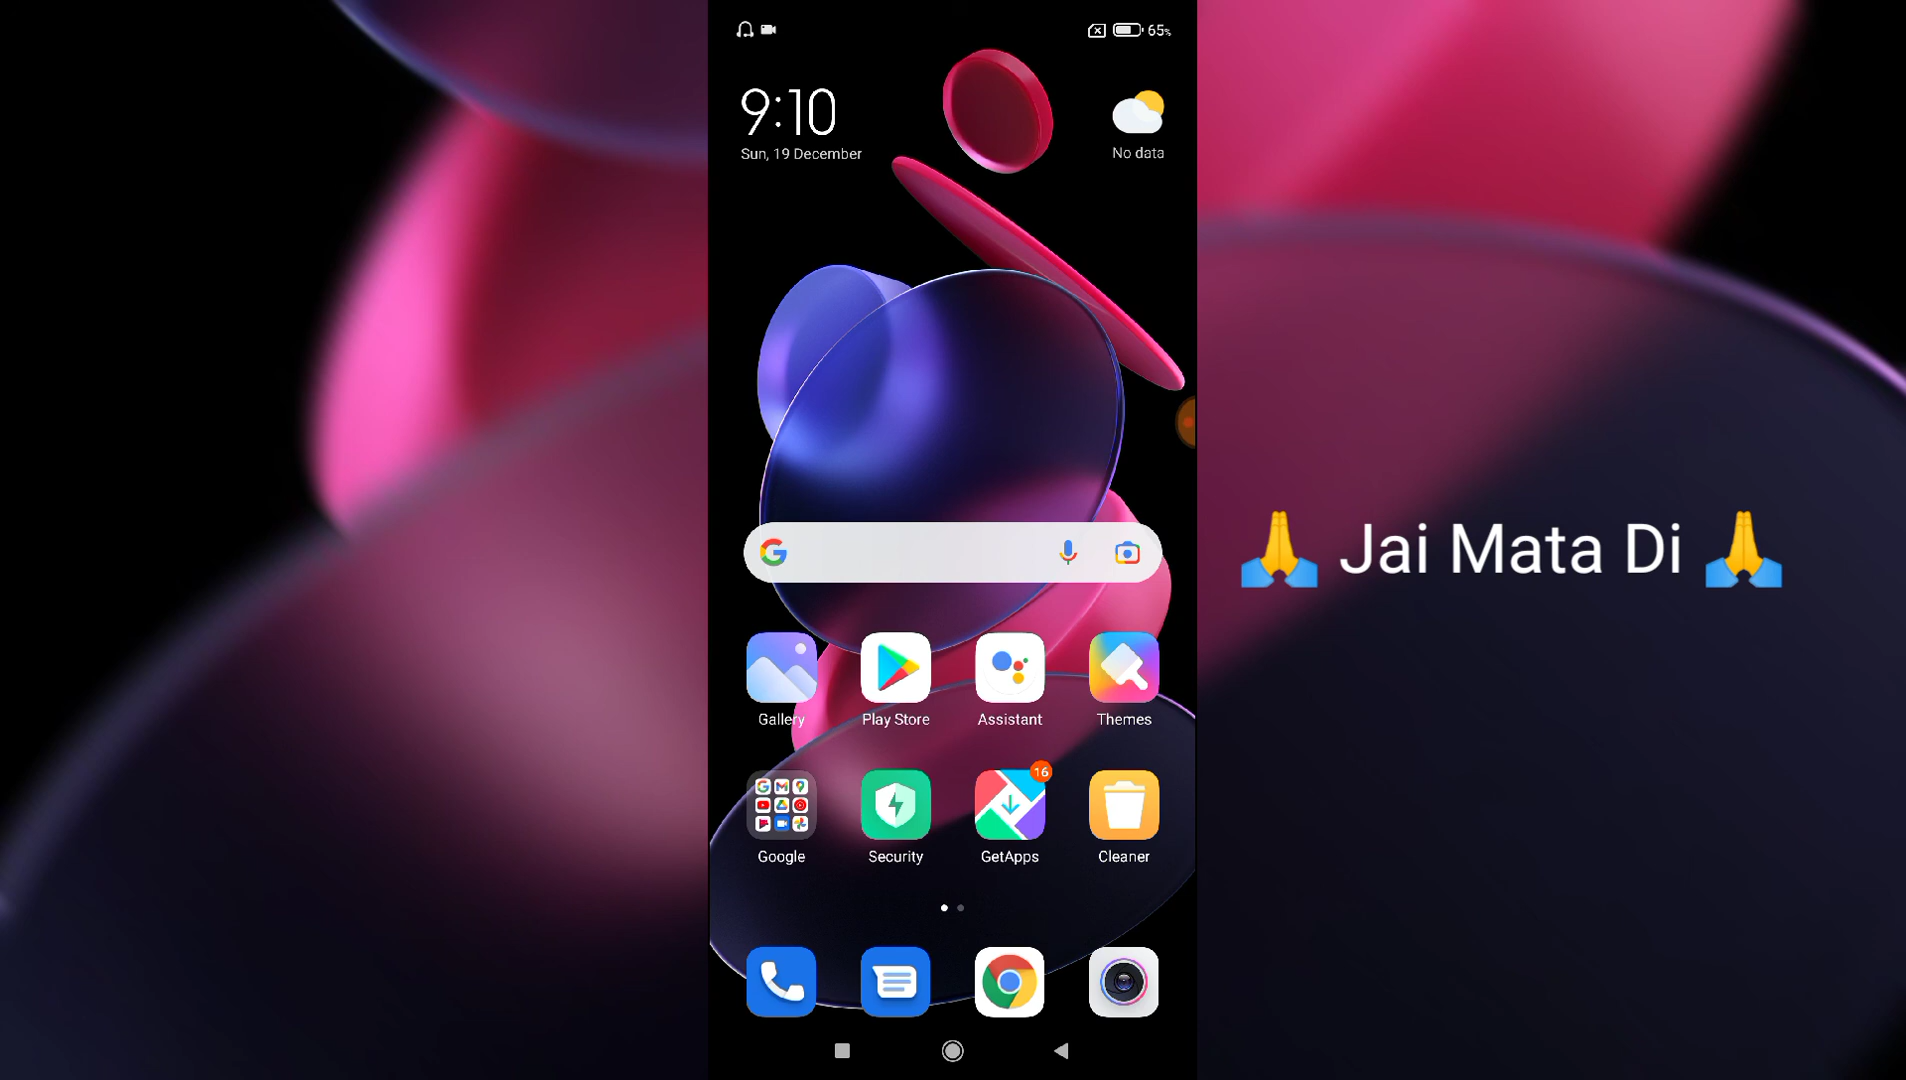 65%
9:10
Sun, 19 December
No data
🙏 Jai Mata Di 🙏
Gallery
Play Store
Assistant
Themes
16
Google
Security
GetApps
Cleaner